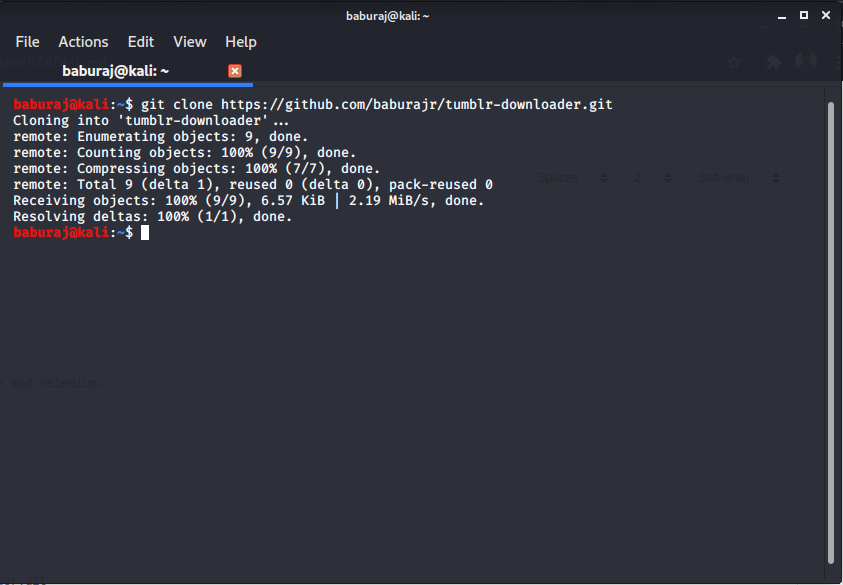 baburaj@kali: ~
File Actions Edit View Help
baburaj@kali: ~
baburaj@kali:~$ git clone https://github.com/baburajr/tumblr-downloader.git
Cloning into 'tumblr-downloader'...
remote: Enumerating objects: 9, done.
remote: Counting objects: 100% (9/9), done.
remote: Compressing objects: 100% (7/7), done.
remote: Total 9 (delta 1), reused 0 (delta 0), pack-reused 0
Receiving objects: 100% (9/9), 6.57 KiB | 2.19 MiB/s, done.
Resolving deltas: 100% (1/1), done.
baburaj@kali:~$
Spaces 2 Soft wrap
and selenium.